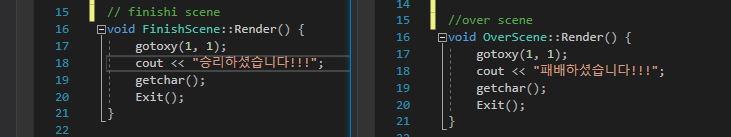 15 // finishi scene
16 void FinishScene::Render() {
17 gotoxy(1, 1);
18 cout << "승리하셨습니다!!!";
19 getchar();
20 Exit();
21 }
22
14
15 //over scene
16 void OverScene::Render() {
17 gotoxy(1, 1);
18 cout << "패배하셨습니다!!!";
19 getchar();
20 Exit();
21 }
22